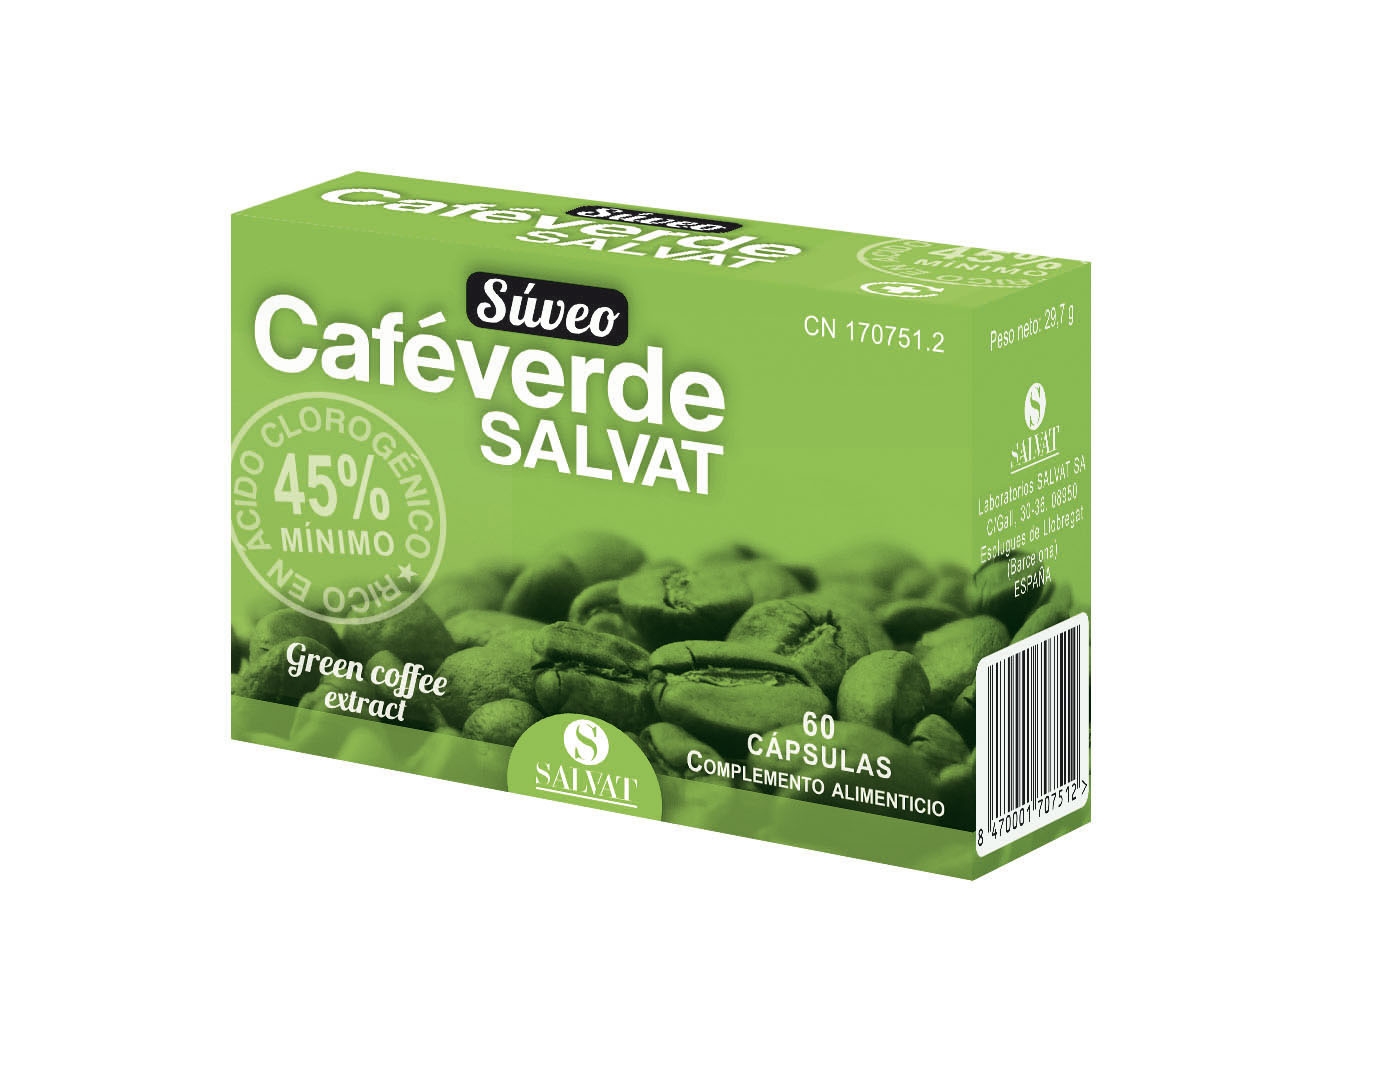 Caféverde
Súveo
SALVAT
45%
MÍNIMO
Súveo
Caféverde
SALVAT
CN 170751.2
RICO EN ÁCIDO CLOROGÉNICO
45%
MÍNIMO
Green coffee
extract
S
SALVAT
60
CÁPSULAS
COMPLEMENTO ALIMENTICIO
Peso neto: 29,7 g
S
SALVAT
Laboratorios SALVAT SA
C/Gall, 30-36, 08950
Esplugues de Llobregat
(Barce ona)
ESPAÑA
8 470001 707512 >